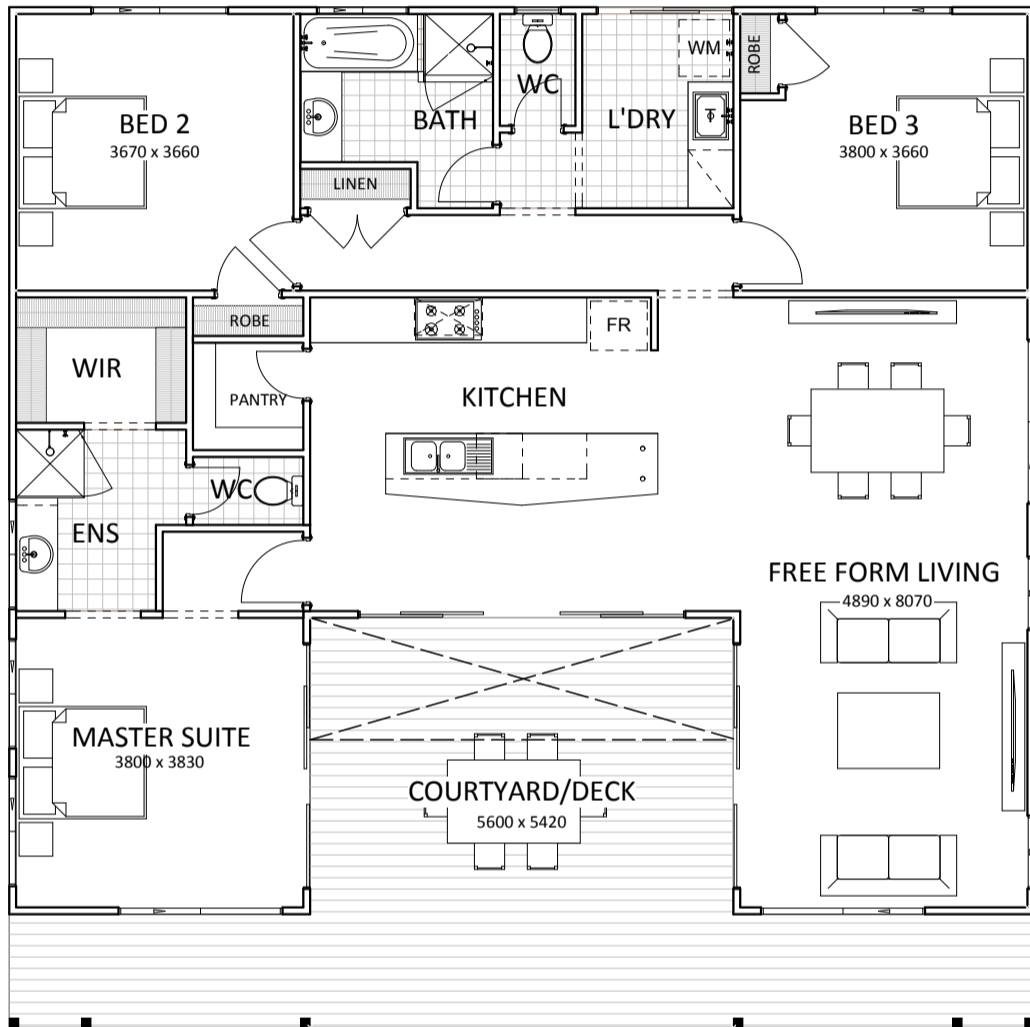 WM
ROBE
WC
BED 2
3670 x 3660
BATH
L'DRY
BED 3
3800 x 3660
LINEN
ROBE
FR
WIR
PANTRY
KITCHEN
WC
ENS
FREE FORM LIVING
4890 x 8070
MASTER SUITE
3800 x 3830
COURTYARD/DECK
5600 x 5420